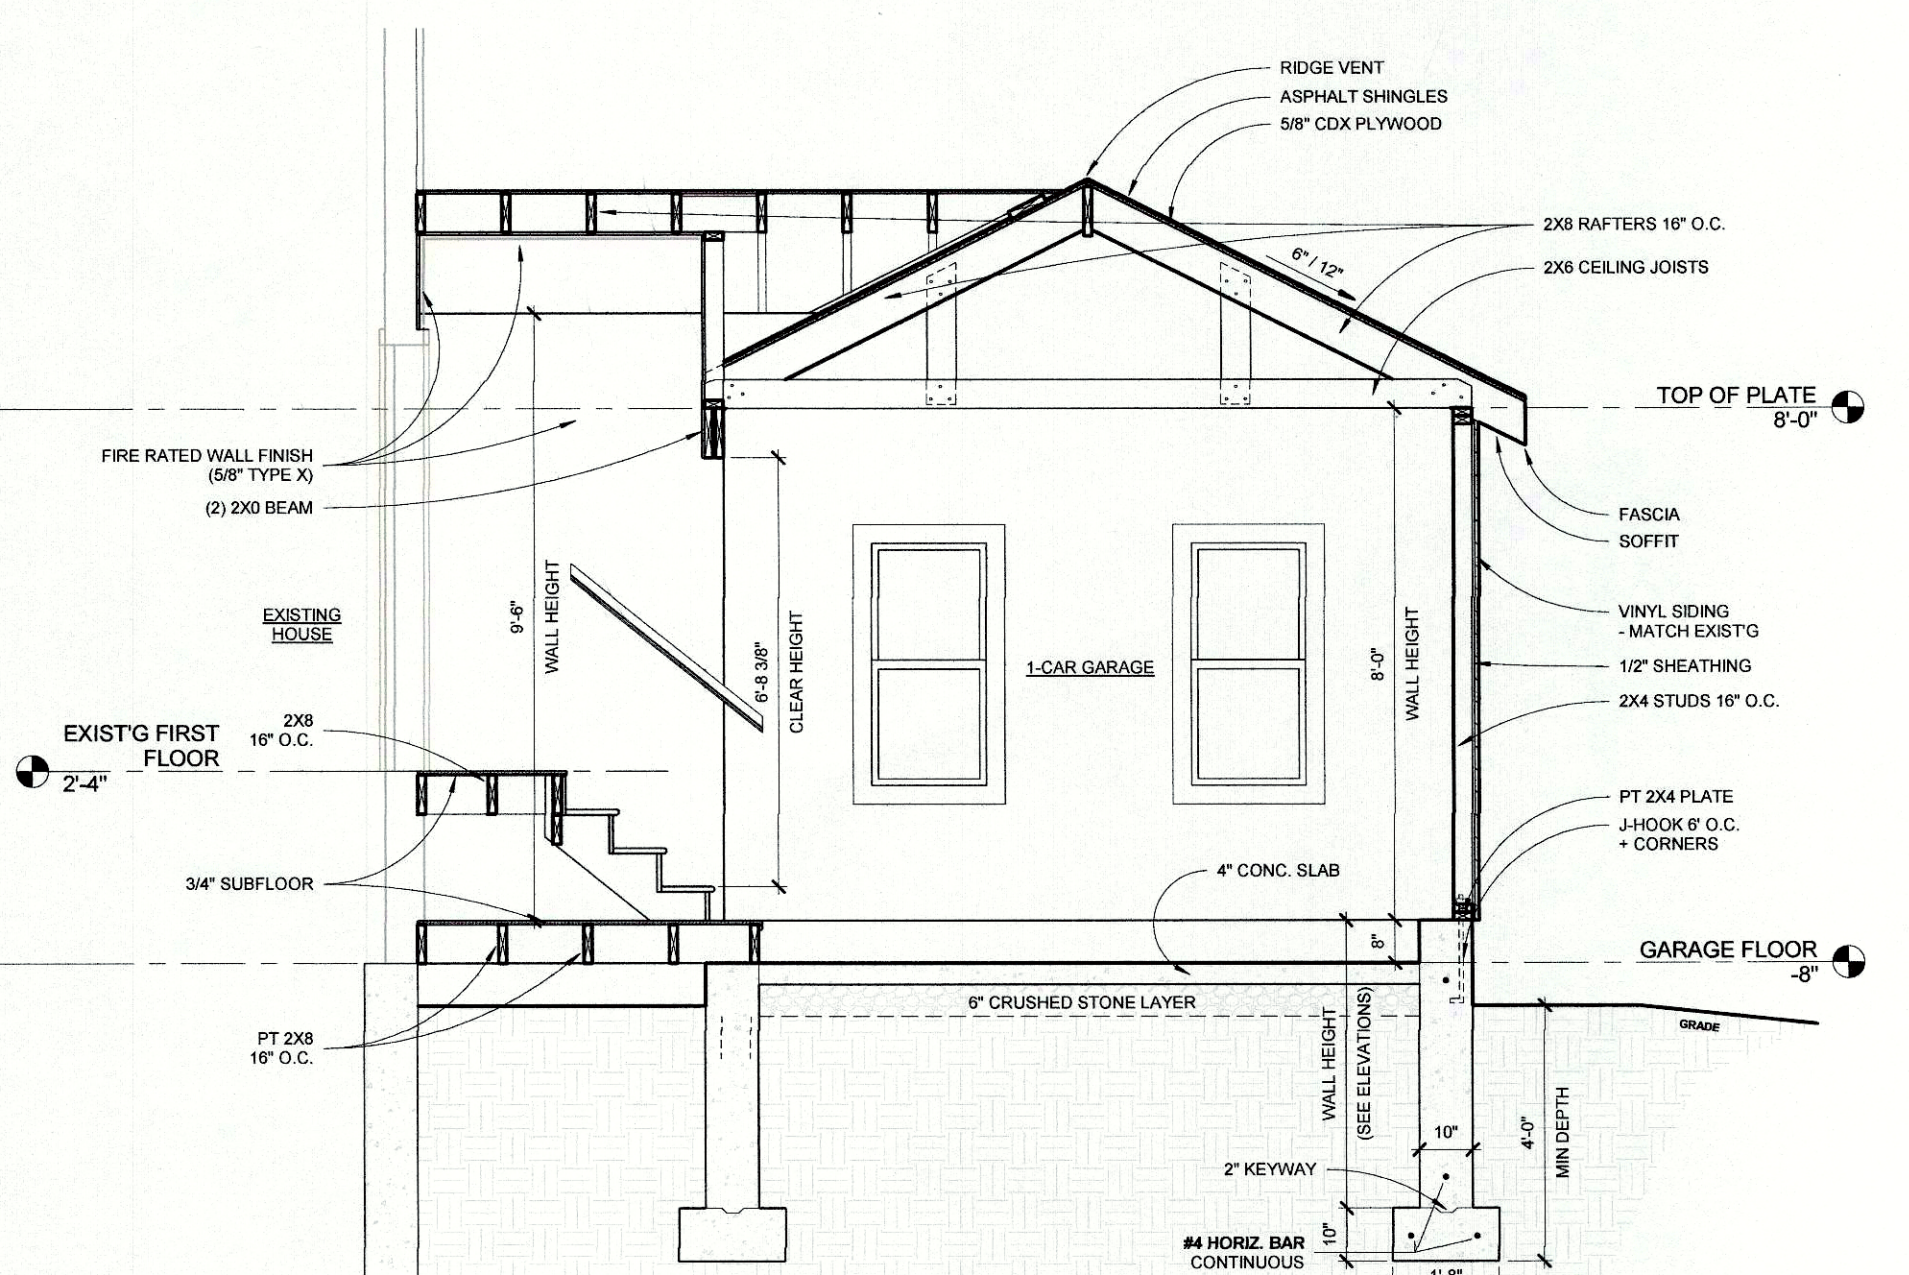 RIDGE VENT
ASPHALT SHINGLES
5/8" CDX PLYWOOD
2X8 RAFTERS 16" O.C.
6" / 12"
2X6 CEILING JOISTS
TOP OF PLATE
8'-0"
FIRE RATED WALL FINISH
(5/8" TYPE X)
(2) 2X0 BEAM
FASCIA
SOFFIT
EXISTING
HOUSE
9'-6"
WALL HEIGHT
6'-8 3/8"
CLEAR HEIGHT
1-CAR GARAGE
8'-0"
WALL HEIGHT
VINYL SIDING
- MATCH EXIST'G
1/2" SHEATHING
2X4 STUDS 16" O.C.
EXIST'G FIRST
FLOOR
2'-4"
2X8
16" O.C.
PT 2X4 PLATE
J-HOOK 6' O.C.
+ CORNERS
3/4" SUBFLOOR
4" CONC. SLAB
8"
GARAGE FLOOR
-8"
6" CRUSHED STONE LAYER
GRADE
PT 2X8
16" O.C.
WALL HEIGHT
(SEE ELEVATIONS)
10"
4'-0"
MIN DEPTH
2" KEYWAY
10"
#4 HORIZ. BAR
CONTINUOUS
1'-8"